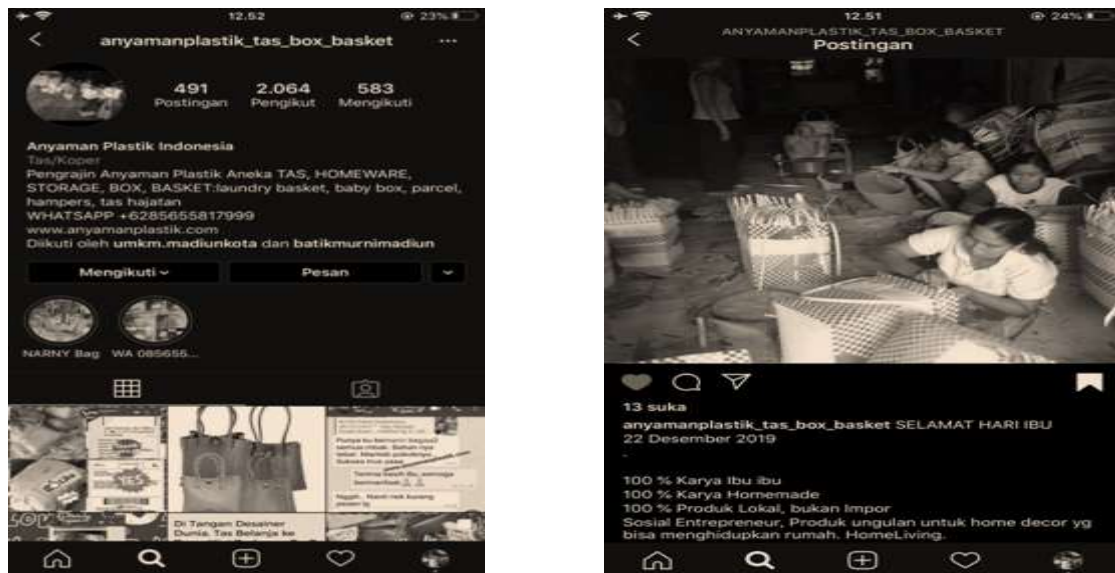 12.52
23%
anyamanplastik_tas_box_basket
491
2.064
583
Postingan
Pengikut
Mengikuti
Anyaman Plastik Indonesia
Tas/Koper
Pengrajin Anyaman Plastik Aneka TAS, HOMEWARE,
STORAGE, BOX, BASKET:laundry basket, baby box, parcel,
hampers, tas hajatan
WHATSAPP +6285655817999
www.anyamanplastik.com
Diikuti oleh umkm.madiunkota dan batikmurnimadiun
Mengikuti
Pesan
NARNY Bag
WA 085655...
Di Tangan Desainer
Dunia, Tas Belanja ke
12.51
24%
ANYAMANPLASTIK_TAS_BOX_BASKET
Postingan
13 suka
anyamanplastik_tas_box_basket SELAMAT HARI IBU
22 Desember 2019
.
100 % Karya Ibu ibu
100 % Karya Homemade
100 % Produk Lokal, bukan Impor
Sosial Entrepreneur, Produk ungulan untuk home decor yg
bisa menghidupkan rumah. HomeLiving.